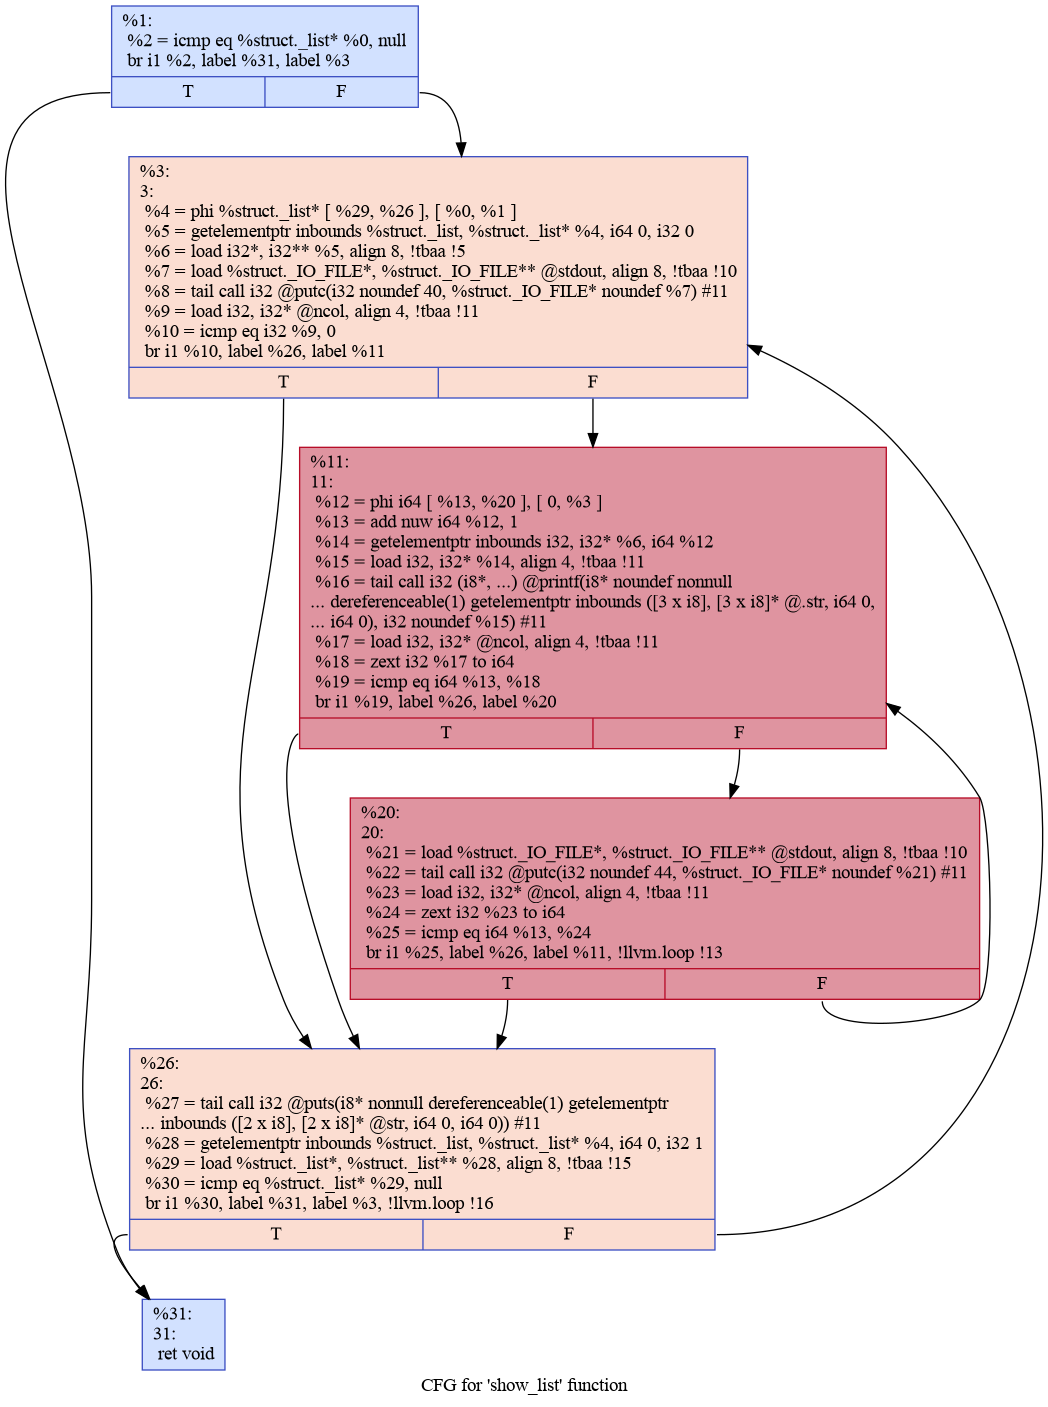 %1:
%2 = icmp eq %struct._list* %0, null
br i1 %2, label %31, label %3
T F
%3:
3:
%4 = phi %struct._list* [ %29, %26 ], [ %0, %1 ]
%5 = getelementptr inbounds %struct._list, %struct._list* %4, i64 0, i32 0
%6 = load i32*, i32** %5, align 8, !tbaa !5
%7 = load %struct._IO_FILE*, %struct._IO_FILE** @stdout, align 8, !tbaa !10
%8 = tail call i32 @putc(i32 noundef 40, %struct._IO_FILE* noundef %7) #11
%9 = load i32, i32* @ncol, align 4, !tbaa !11
%10 = icmp eq i32 %9, 0
br i1 %10, label %26, label %11
T F
%11:
11:
%12 = phi i64 [ %13, %20 ], [ 0, %3 ]
%13 = add nuw i64 %12, 1
%14 = getelementptr inbounds i32, i32* %6, i64 %12
%15 = load i32, i32* %14, align 4, !tbaa !11
%16 = tail call i32 (i8*, ...) @printf(i8* noundef nonnull
... dereferenceable(1) getelementptr inbounds ([3 x i8], [3 x i8]* @.str, i64 0,
... i64 0), i32 noundef %15) #11
%17 = load i32, i32* @ncol, align 4, !tbaa !11
%18 = zext i32 %17 to i64
%19 = icmp eq i64 %13, %18
br i1 %19, label %26, label %20
T F
%20:
20:
%21 = load %struct._IO_FILE*, %struct._IO_FILE** @stdout, align 8, !tbaa !10
%22 = tail call i32 @putc(i32 noundef 44, %struct._IO_FILE* noundef %21) #11
%23 = load i32, i32* @ncol, align 4, !tbaa !11
%24 = zext i32 %23 to i64
%25 = icmp eq i64 %13, %24
br i1 %25, label %26, label %11, !llvm.loop !13
T F
%26:
26:
%27 = tail call i32 @puts(i8* nonnull dereferenceable(1) getelementptr
... inbounds ([2 x i8], [2 x i8]* @str, i64 0, i64 0)) #11
%28 = getelementptr inbounds %struct._list, %struct._list* %4, i64 0, i32 1
%29 = load %struct._list*, %struct._list** %28, align 8, !tbaa !15
%30 = icmp eq %struct._list* %29, null
br i1 %30, label %31, label %3, !llvm.loop !16
T F
%31:
31:
ret void
CFG for 'show_list' function